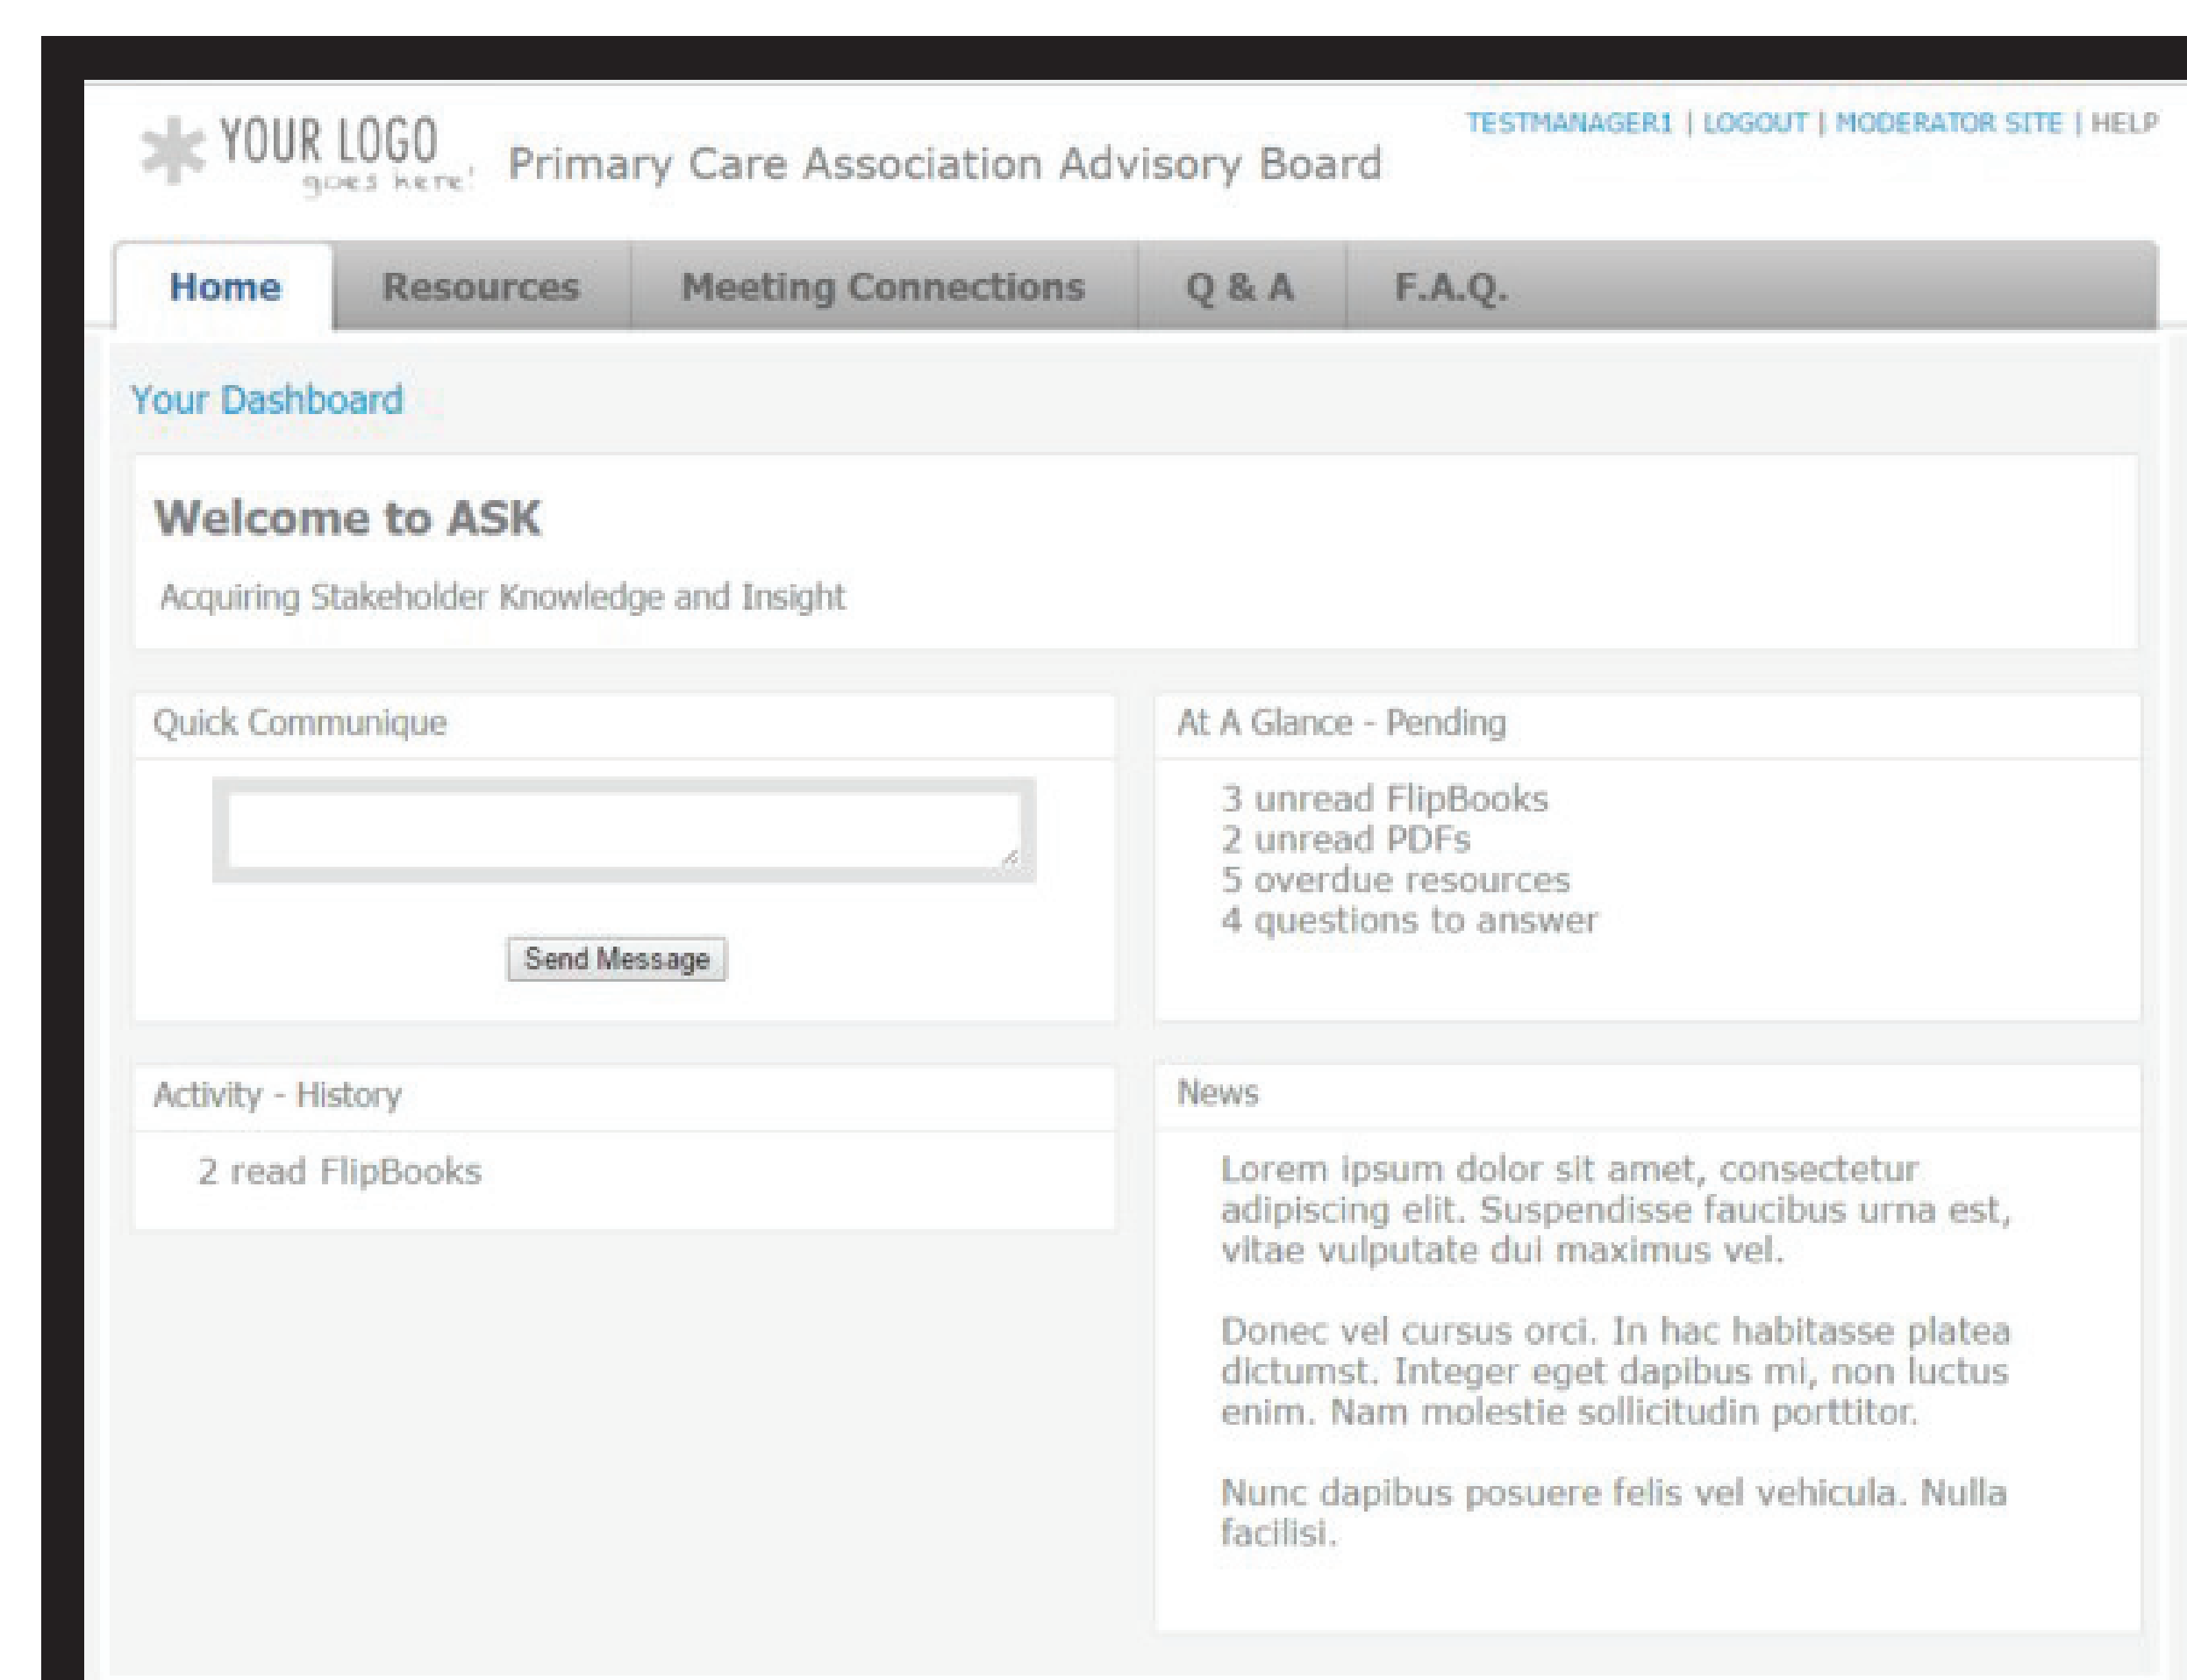 YOUR LOGO
goes here!
Primary Care Association Advisory Board
TESTMANAGER1 | LOGOUT | MODERATOR SITE | HELP
Home
Resources
Meeting Connections
Q & A
F.A.Q.
Your Dashboard
Welcome to ASK
Acquiring Stakeholder Knowledge and Insight
Quick Communique
Send Message
At A Glance - Pending
3 unread FlipBooks
2 unread PDFs
5 overdue resources
4 questions to answer
Activity - History
2 read FlipBooks
News
Lorem ipsum dolor sit amet, consectetur
adipiscing elit. Suspendisse faucibus urna est,
vitae vulputate dui maximus vel.
Donec vel cursus orci. In hac habitasse platea
dictumst. Integer eget dapibus mi, non luctus
enim. Nam molestie sollicitudin porttitor.
Nunc dapibus posuere felis vel vehicula. Nulla
facilisi.